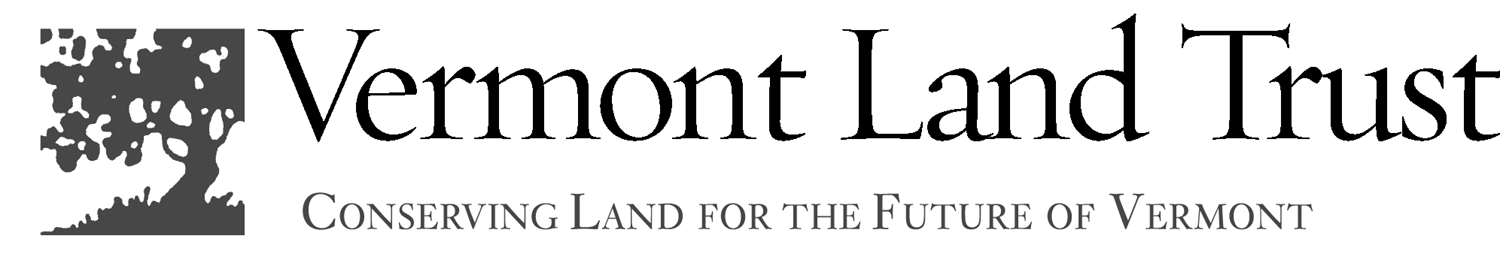 Vermont Land Trust
Conserving Land for the Future of Vermont